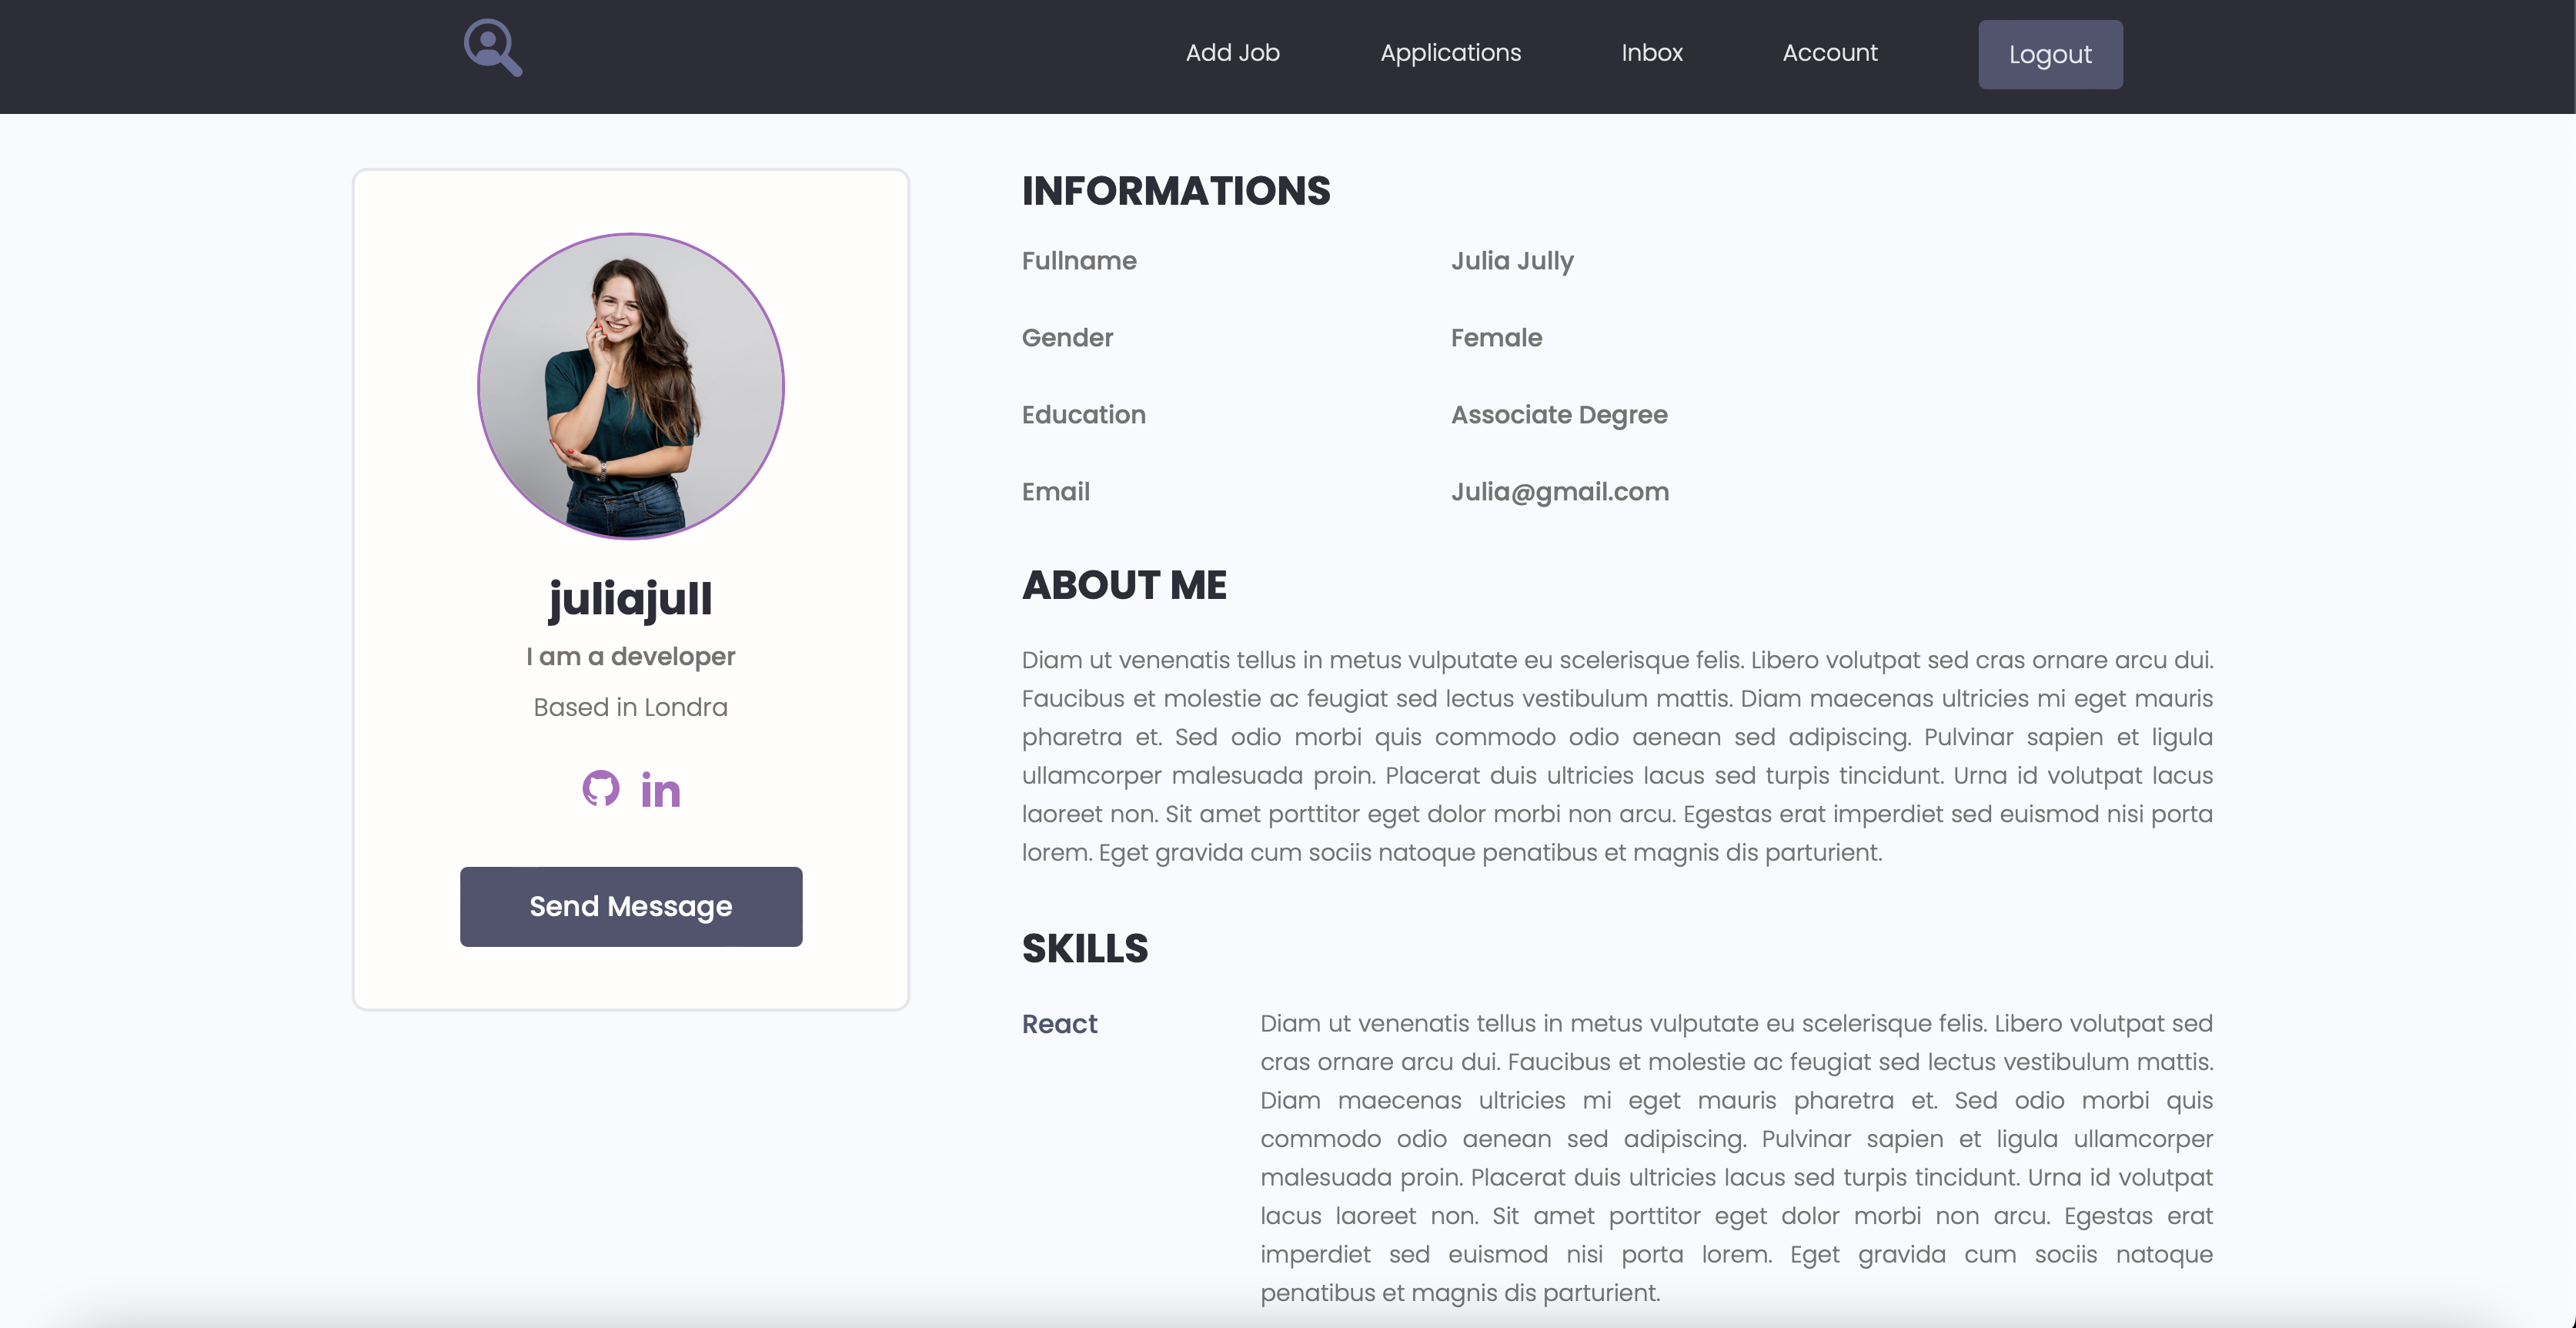 Add Job
Applications
Inbox
Account
Logout
juliajull
I am a developer
Based in Londra
in
Send Message
INFORMATIONS
Fullname Julia Jully
Gender Female
Education Associate Degree
Email Julia@gmail.com
ABOUT ME
Diam ut venenatis tellus in metus vulputate eu scelerisque felis. Libero volutpat sed cras ornare arcu dui.
Faucibus et molestie ac feugiat sed lectus vestibulum mattis. Diam maecenas ultricies mi eget mauris
pharetra et. Sed odio morbi quis commodo odio aenean sed adipiscing. Pulvinar sapien et ligula
ullamcorper malesuada proin. Placerat duis ultricies lacus sed turpis tincidunt. Urna id volutpat lacus
laoreet non. Sit amet porttitor eget dolor morbi non arcu. Egestas erat imperdiet sed euismod nisi porta
lorem. Eget gravida cum sociis natoque penatibus et magnis dis parturient.
SKILLS
React
Diam ut venenatis tellus in metus vulputate eu scelerisque felis. Libero volutpat sed
cras ornare arcu dui. Faucibus et molestie ac feugiat sed lectus vestibulum mattis.
Diam maecenas ultricies mi eget mauris pharetra et. Sed odio morbi quis
commodo odio aenean sed adipiscing. Pulvinar sapien et ligula ullamcorper
malesuada proin. Placerat duis ultricies lacus sed turpis tincidunt. Urna id volutpat
lacus laoreet non. Sit amet porttitor eget dolor morbi non arcu. Egestas erat
imperdiet sed euismod nisi porta lorem. Eget gravida cum sociis natoque
penatibus et magnis dis parturient.